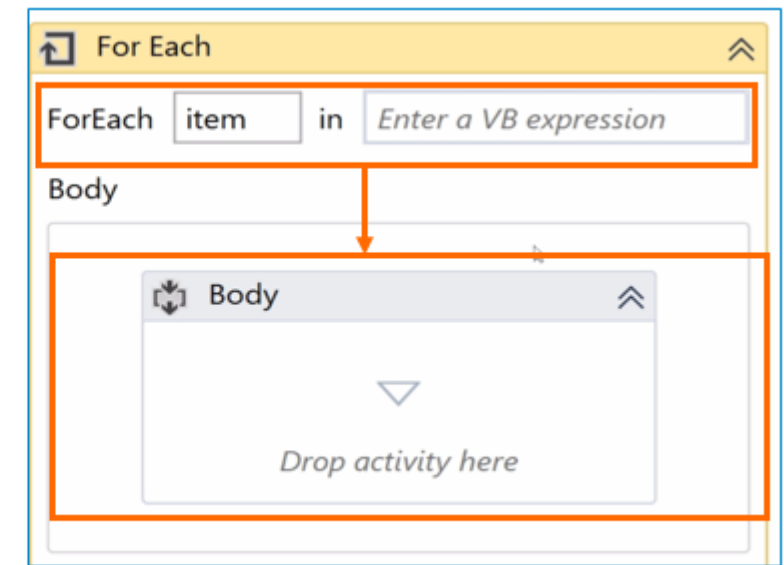 For Each
ForEach item in Enter a VB expression
Body
Body
Drop activity here